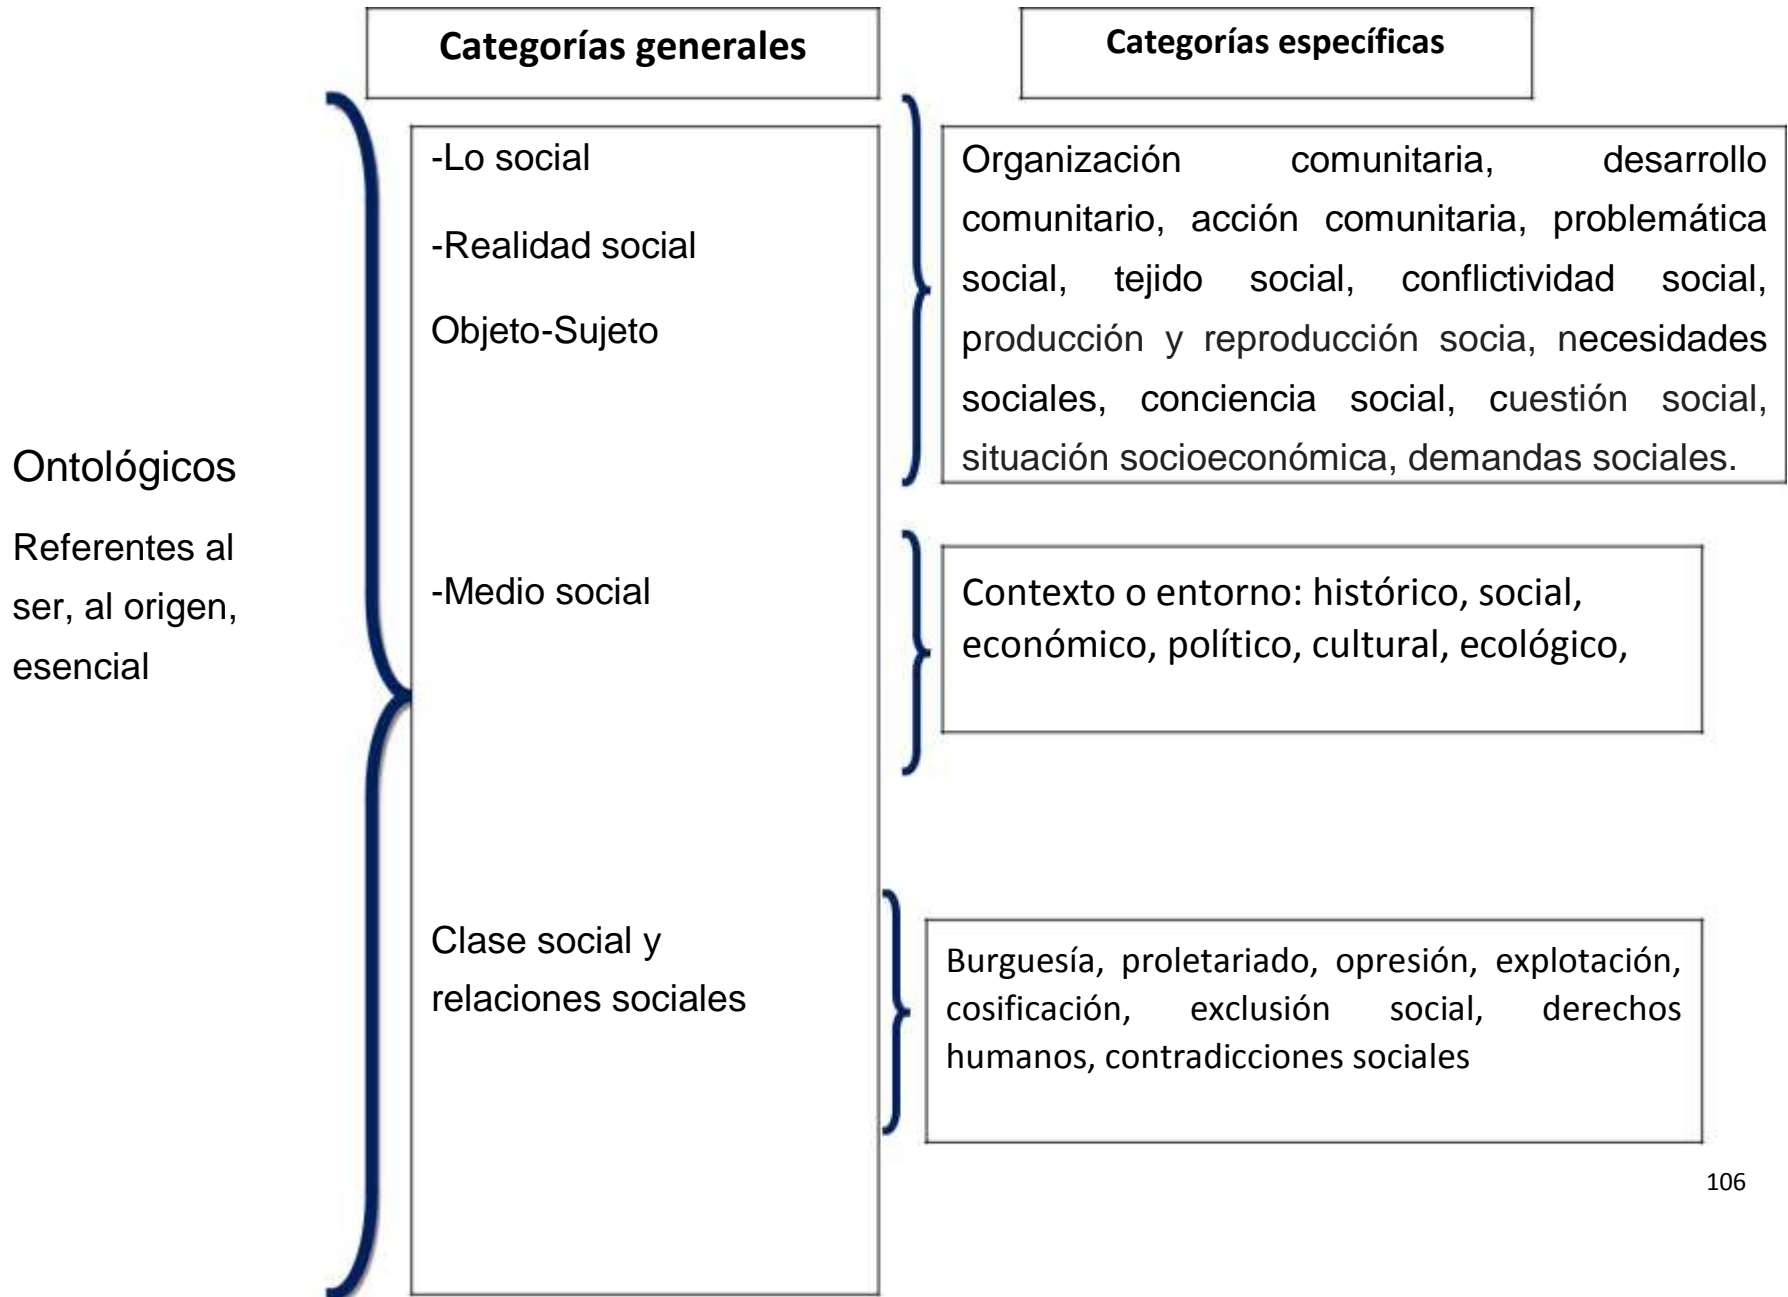 Categorías generales
Categorías específicas
Ontológicos
Referentes al
ser, al origen,
esencial
-Lo social
-Realidad social
Objeto-Sujeto
-Medio social
Clase social y
relaciones sociales
Organización comunitaria, desarrollo
comunitario, acción comunitaria, problemática
social, tejido social, conflictividad social,
producción y reproducción socia, necesidades
sociales, conciencia social, cuestión social,
situación socioeconómica, demandas sociales.
Contexto o entorno: histórico, social,
económico, político, cultural, ecológico,
Burguesía, proletariado, opresión, explotación,
cosificación, exclusión social, derechos
humanos, contradicciones sociales
106